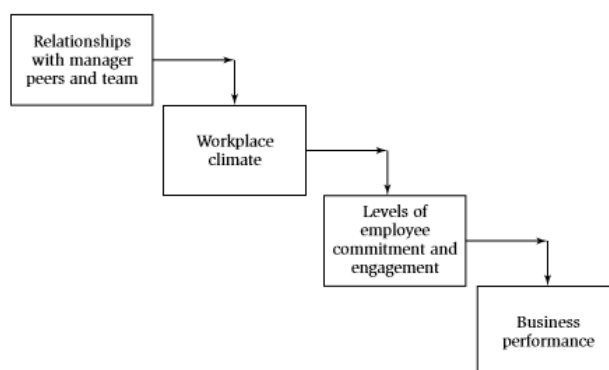 Relationships
with manager
peers and team
Workplace
climate
Levels of
employee
commitment and
engagement
Business
performance